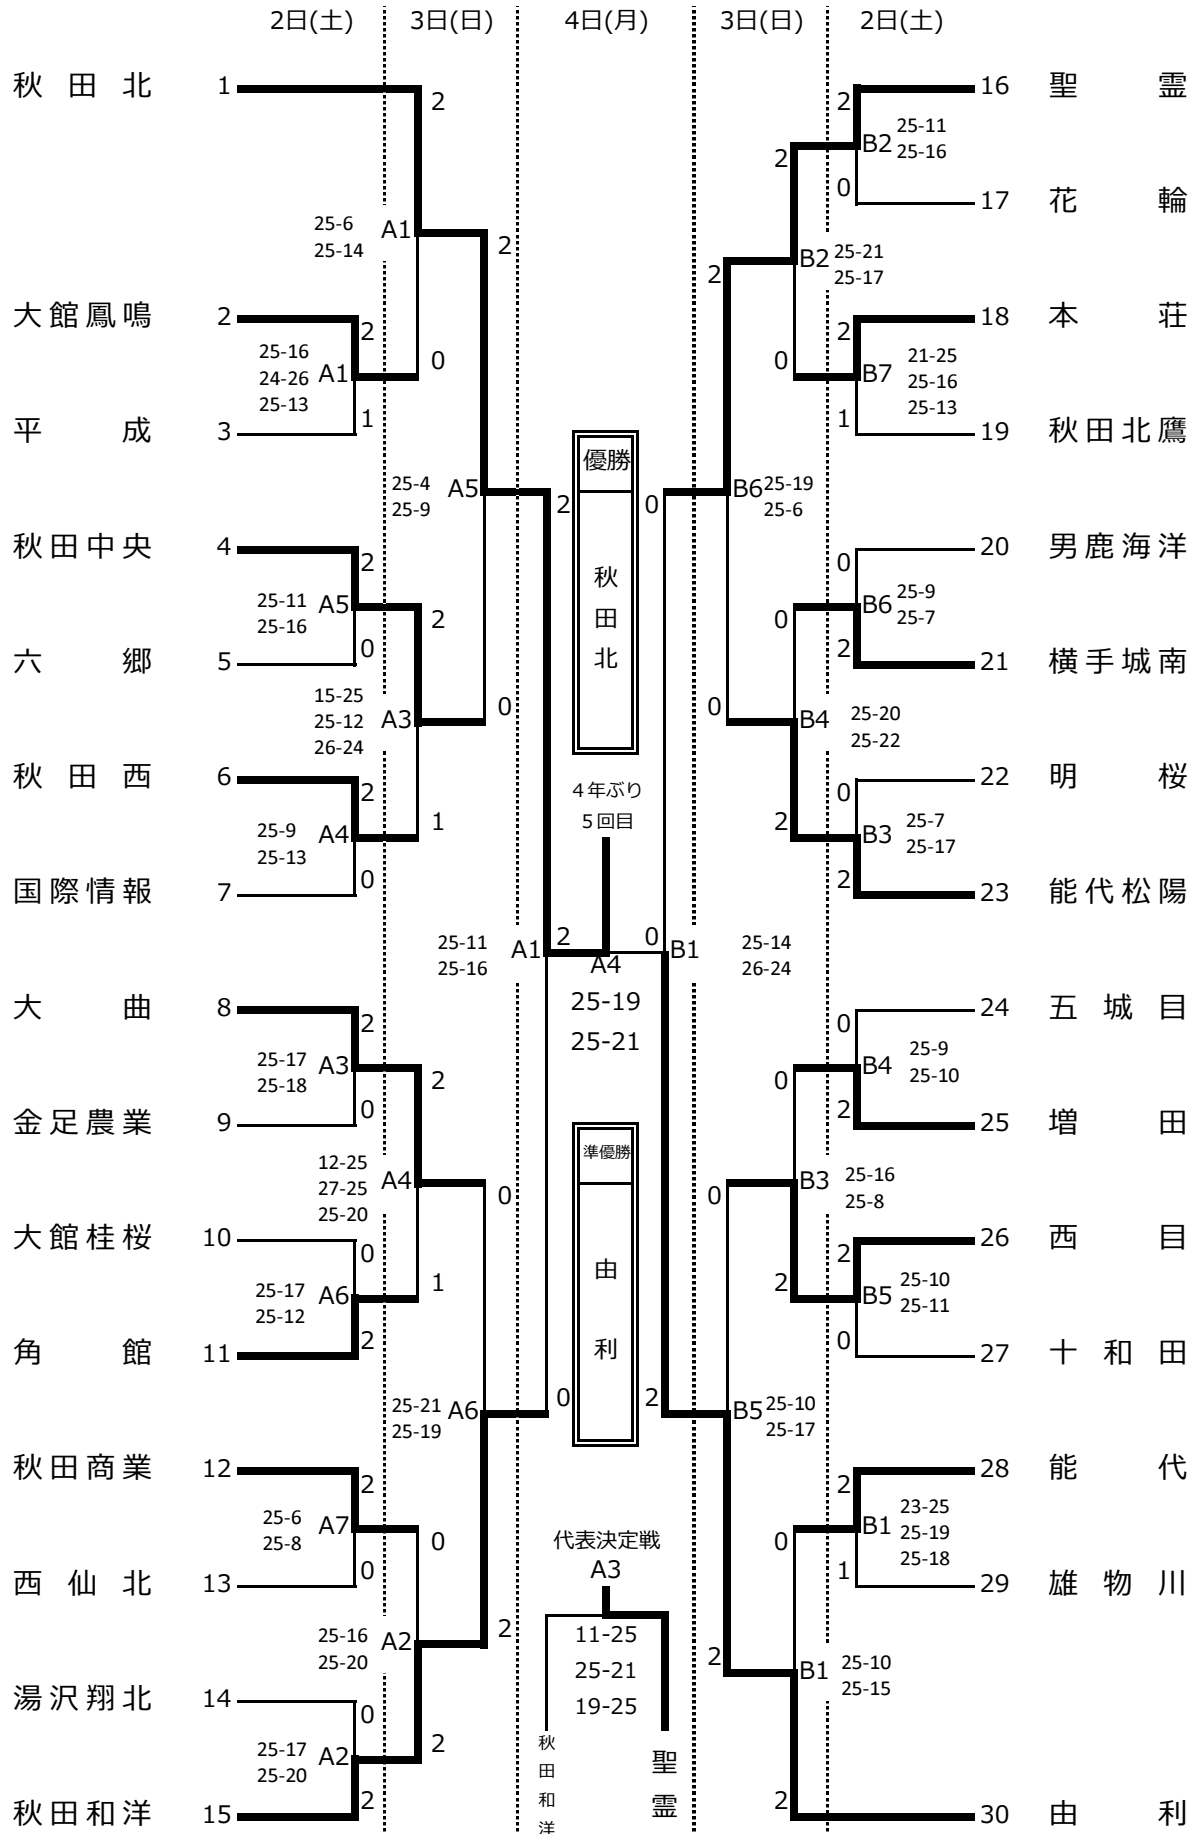 2日(土) 3日(日) 4日(月) 3日(日) 2日(土)
秋田北 1
25-6
25-14
A1
2
0
2
大館鳳鳴 2
25-16
24-26
25-13
A1
2
1
平成 3
25-4
25-9
A5
2
秋田中央 4
25-11
25-16
A5
2
0
六郷 5
15-25
25-12
26-24
A3
2
1
0
秋田西 6
25-9
25-13
A4
2
0
国際情報 7
25-11
25-16
A1
2
大曲 8
25-17
25-18
A3
2
0
金足農業 9
12-25
27-25
25-20
A4
2
1
0
大館桂桜 10
25-17
25-12
A6
0
2
角館 11
25-21
25-19
A6
0
秋田商業 12
25-6
25-8
A7
2
0
西仙北 13
25-16
25-20
A2
0
2
2
湯沢翔北 14
25-17
25-20
A2
0
2
秋田和洋 15
優勝
秋田北
4年ぶり
5回目
A4
25-19
25-21
準優勝
由利
代表決定戦
A3
11-25
25-21
19-25
秋田和洋
聖霊
16 聖霊
2
B2
25-11
25-16
0
17 花輪
2
B2
25-21
25-17
0
2
18 本荘
2
B7
21-25
25-16
25-13
1
19 秋田北鷹
0
B6
25-19
25-6
20 男鹿海洋
0
B6
25-9
25-7
2
21 横手城南
0
B4
25-20
25-22
2
0
22 明桜
0
B3
25-7
25-17
2
23 能代松陽
0
B1
25-14
26-24
24 五城目
0
B4
25-9
25-10
2
25 増田
0
B3
25-16
25-8
2
0
26 西目
2
B5
25-10
25-11
0
27 十和田
2
B5
25-10
25-17
28 能代
2
B1
23-25
25-19
25-18
1
29 雄物川
0
B1
25-10
25-15
2
2
30 由利